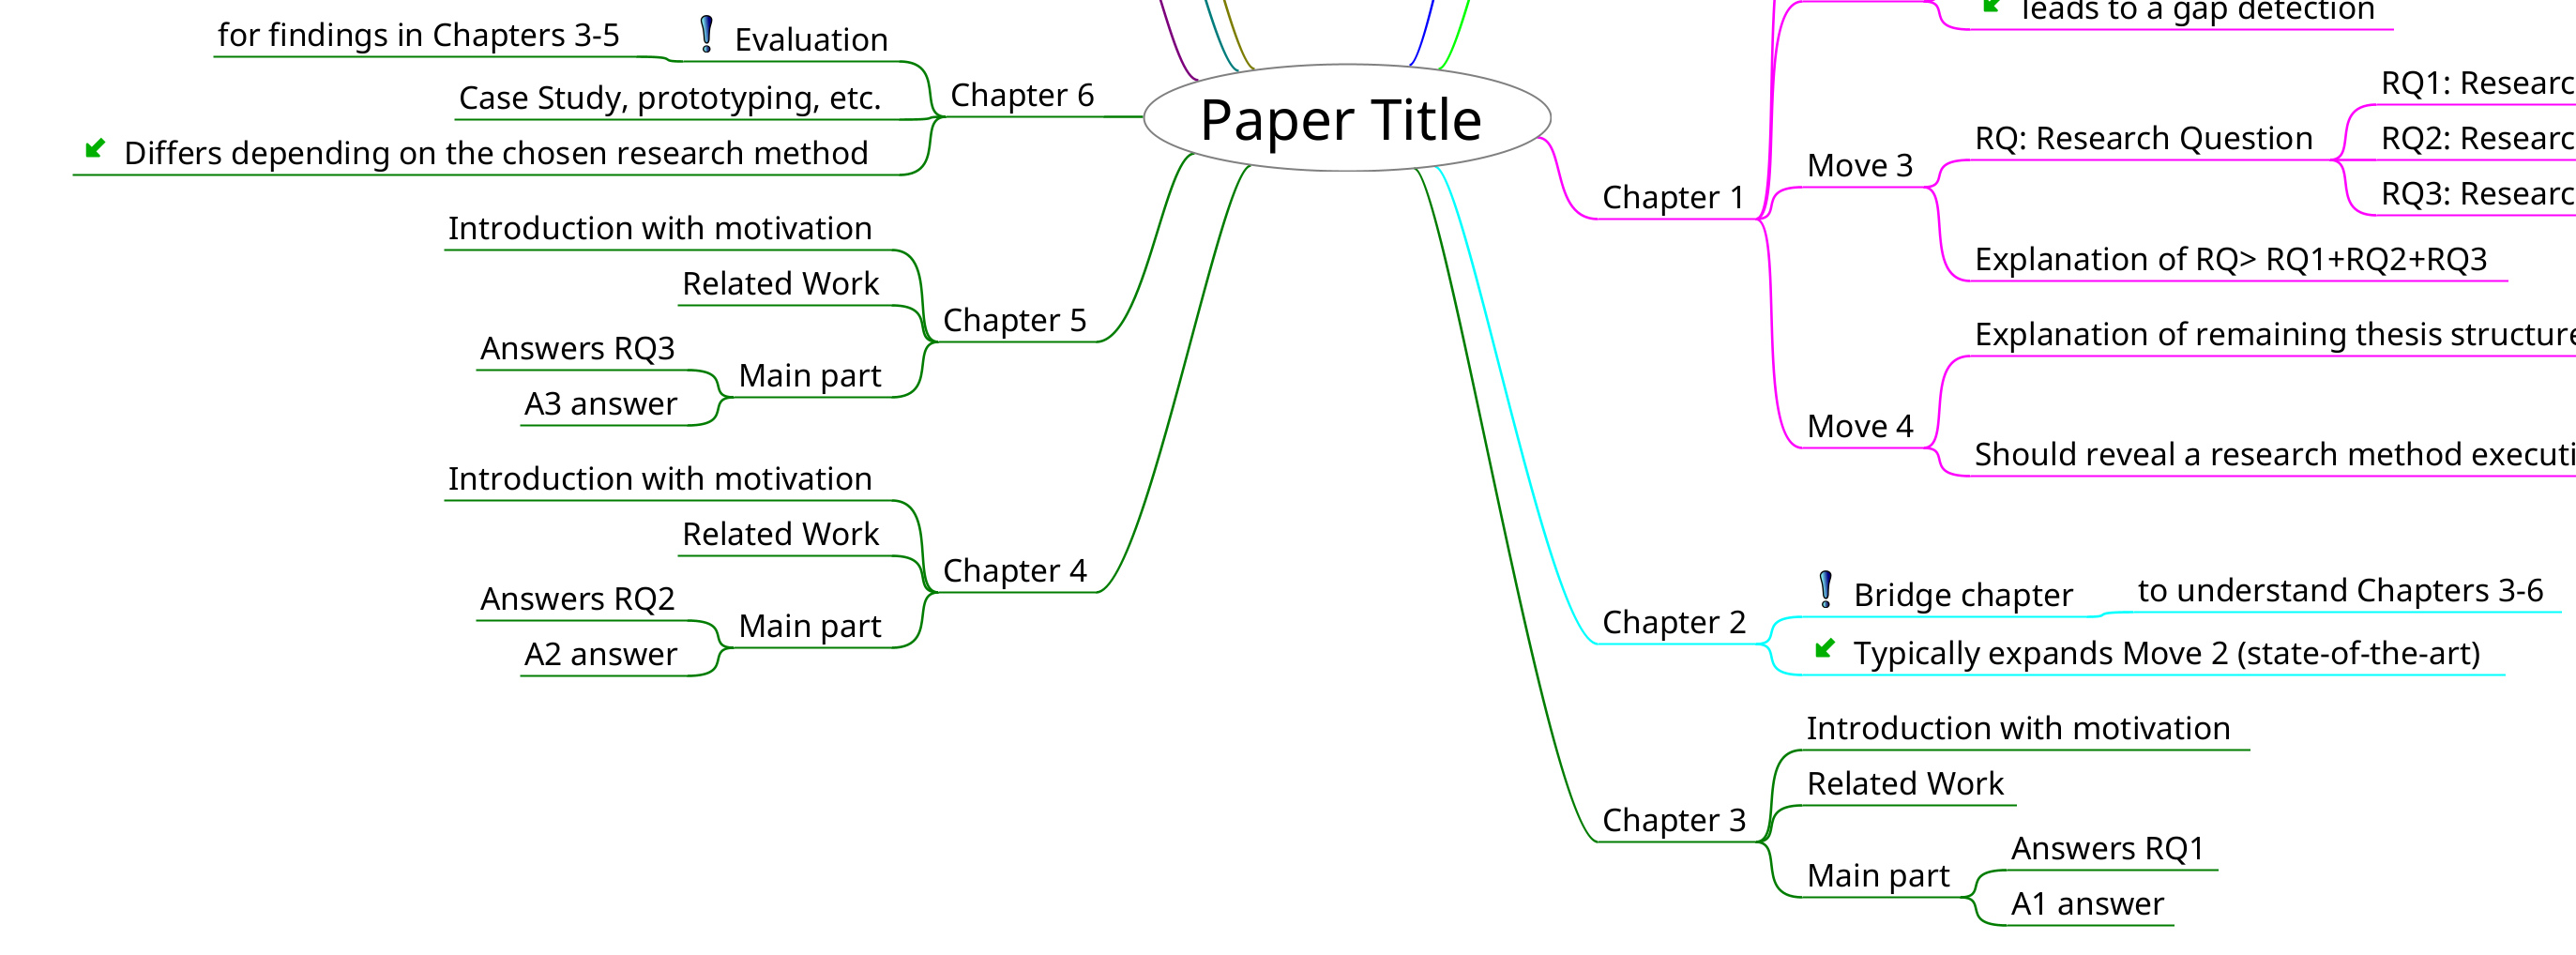 Paper Title
Chapter 1
leads to a gap detection
Move 3
RQ: Research Question
RQ1:
RQ2:
RQ3:
Explanation of RQ> RQ1+RQ2+RQ3
Move 4
Explanation of remaining thesis structure
Should reveal a research method
Chapter 2
Bridge chapter
to understand Chapters 3-6
Typically expands Move 2 (state-of-the-art)
Chapter 3
Introduction with motivation
Related Work
Main part
Answers RQ1
A1 answer
Chapter 6
Evaluation
for findings in Chapters 3-5
Case Study, prototyping, etc.
Differs depending on the chosen research method
Chapter 5
Introduction with motivation
Related Work
Main part
Answers RQ3
A3 answer
Chapter 4
Introduction with motivation
Related Work
Main part
Answers RQ2
A2 answer